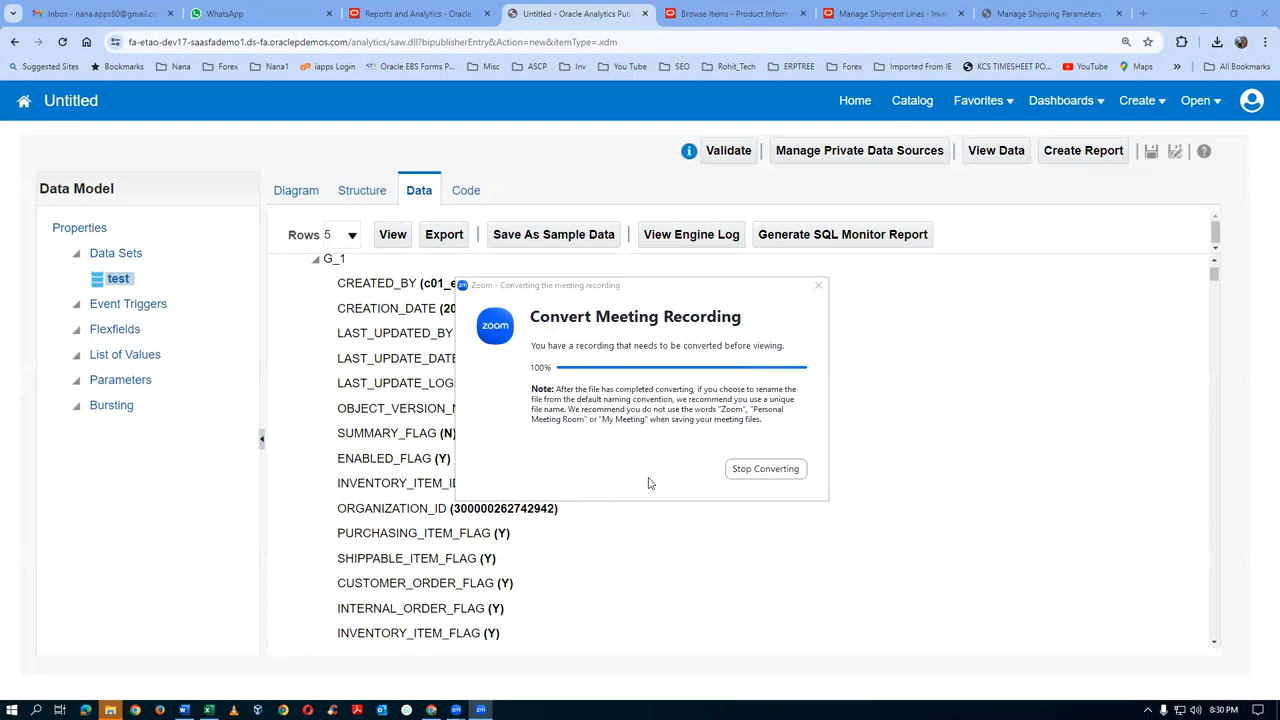 Inbox - nana.apps60@gmail.co
WhatsApp
Reports and Analytics - Oracle
Untitled - Oracle Analytics Pub
Browse Items - Product Inform
Manage Shipment Lines - Inve
Manage Shipping Parameters -
fa-etao-dev17-saasfademo1.ds-fa.oraclepdemos.com/analytics/saw.dll?bipublisherEntry&Action=new&itemType=.xdm
Suggested Sites
Bookmarks
Nana
Forex
Nana1
iapps Login
Oracle EBS Forms P...
Misc
ASCP
Inv
You Tube
SEO
Rohit_Tech
ERPTREE
Forex
Imported From IE
KCS TIMESHEET PO...
YouTube
Maps
All Bookmarks
Untitled
Home
Catalog
Favorites
Dashboards
Create
Open
Validate
Manage Private Data Sources
View Data
Create Report
Data Model
Diagram
Structure
Data
Code
Properties
Data Sets
test
Event Triggers
Flexfields
List of Values
Parameters
Bursting
Rows 5
View
Export
Save As Sample Data
View Engine Log
Generate SQL Monitor Report
G_1
CREATED_BY (c01_e
CREATION_DATE (20
LAST_UPDATED_BY
LAST_UPDATE_DATE
LAST_UPDATE_LOG
OBJECT_VERSION_N
SUMMARY_FLAG (N)
ENABLED_FLAG (Y)
INVENTORY_ITEM_ID
ORGANIZATION_ID (300000262742942)
PURCHASING_ITEM_FLAG (Y)
SHIPPABLE_ITEM_FLAG (Y)
CUSTOMER_ORDER_FLAG (Y)
INTERNAL_ORDER_FLAG (Y)
INVENTORY_ITEM_FLAG (Y)
Zoom - Converting the meeting recording
zoom
Convert Meeting Recording
You have a recording that needs to be converted before viewing.
100%
Note: After the file has completed converting, if you choose to rename the
file from the default naming convention, we recommend you use a unique
file name. We recommend you do not use the words "Zoom", "Personal
Meeting Room" or "My Meeting" when saving your meeting files.
Stop Converting
8:30 PM